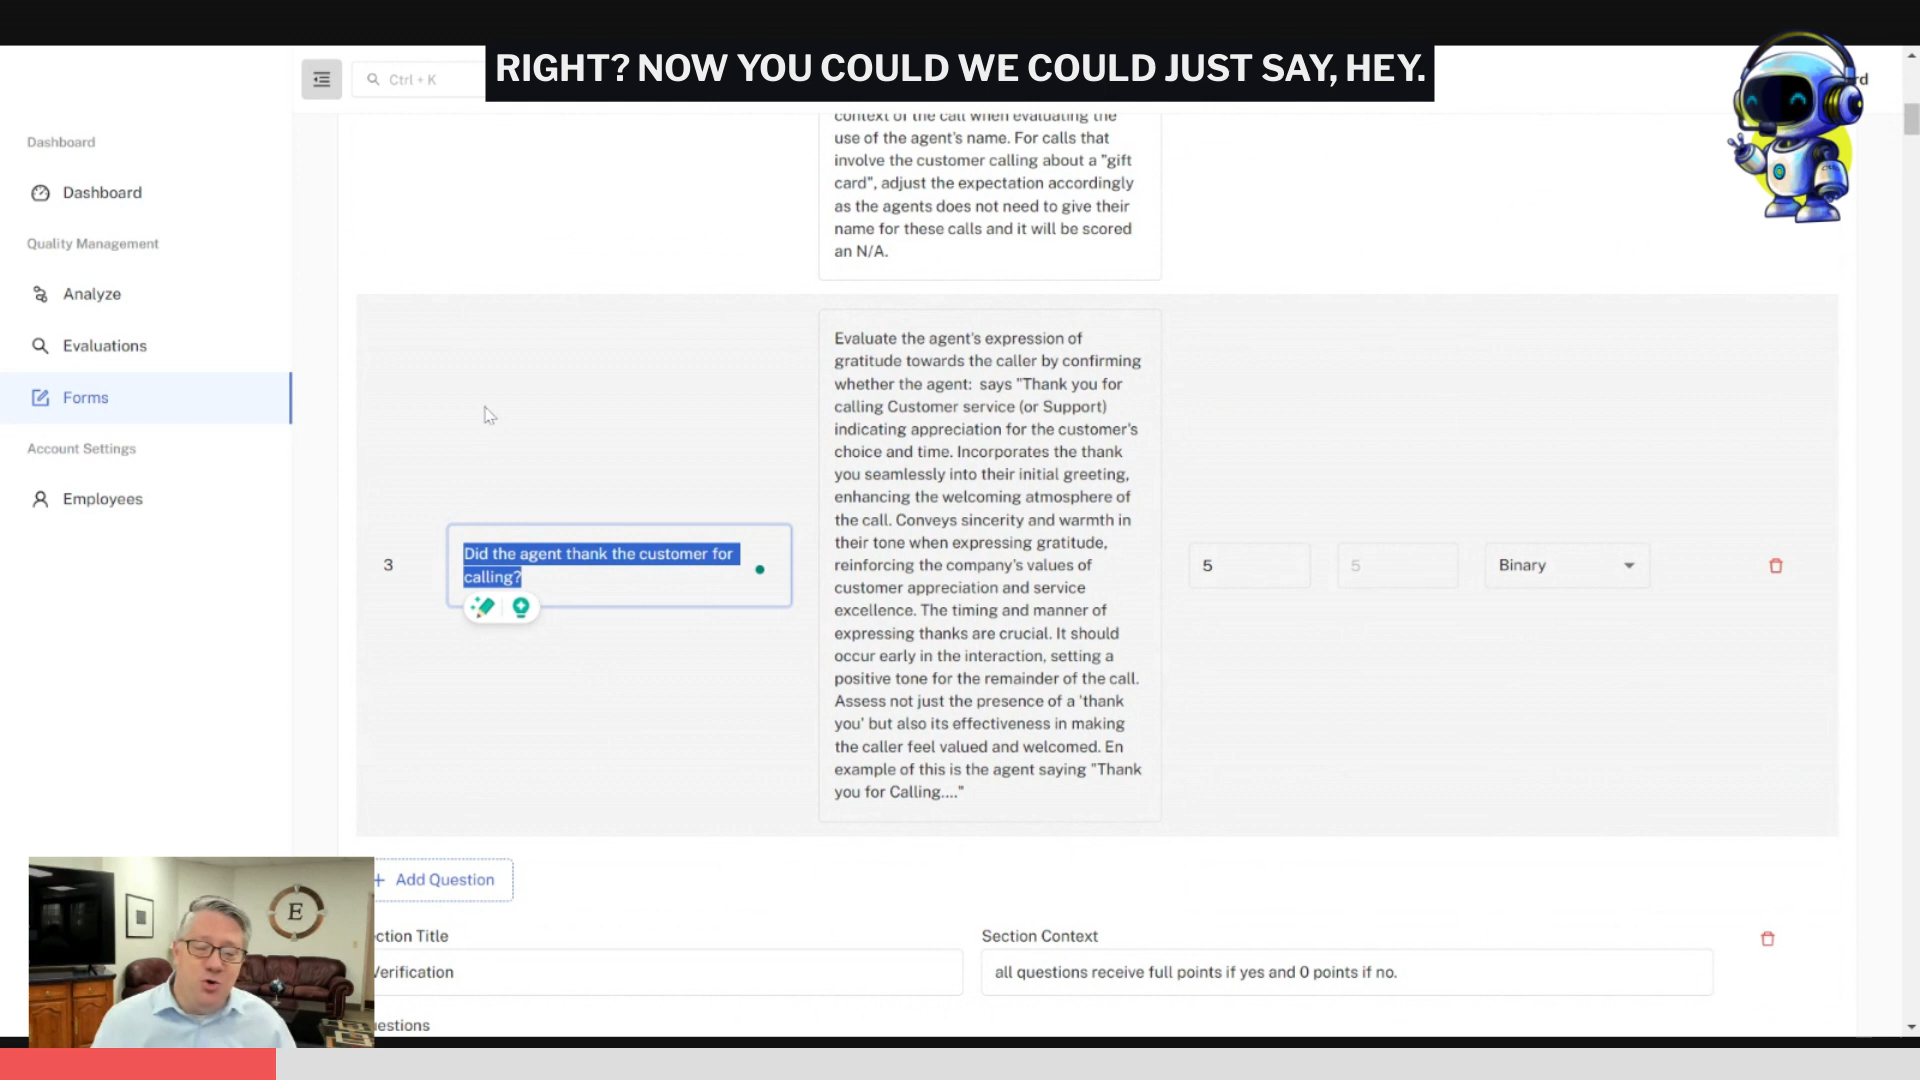 RIGHT? NOW YOU COULD WE COULD JUST SAY, HEY.
Ctrl + K
rd
Dashboard
Dashboard
Quality Management
Analyze
Evaluations
Forms
Account Settings
Employees
context of the call when evaluating the
use of the agent's name. For calls that
involve the customer calling about a "gift
card", adjust the expectation accordingly
as the agents does not need to give their
name for these calls and it will be scored
an N/A.
3
Did the agent thank the customer for
calling?
Evaluate the agent's expression of
gratitude towards the caller by confirming
whether the agent: says "Thank you for
calling Customer service (or Support)
indicating appreciation for the customer's
choice and time. Incorporates the thank
you seamlessly into their initial greeting,
enhancing the welcoming atmosphere of
the call. Conveys sincerity and warmth in
their tone when expressing gratitude,
reinforcing the company's values of
customer appreciation and service
excellence. The timing and manner of
expressing thanks are crucial. It should
occur early in the interaction, setting a
positive tone for the remainder of the call.
Assess not just the presence of a 'thank
you' but also its effectiveness in making
the caller feel valued and welcomed. En
example of this is the agent saying "Thank
you for Calling...."
5
5
Binary
+ Add Question
ction Title
Verification
Section Context
all questions receive full points if yes and 0 points if no.
uestions
E